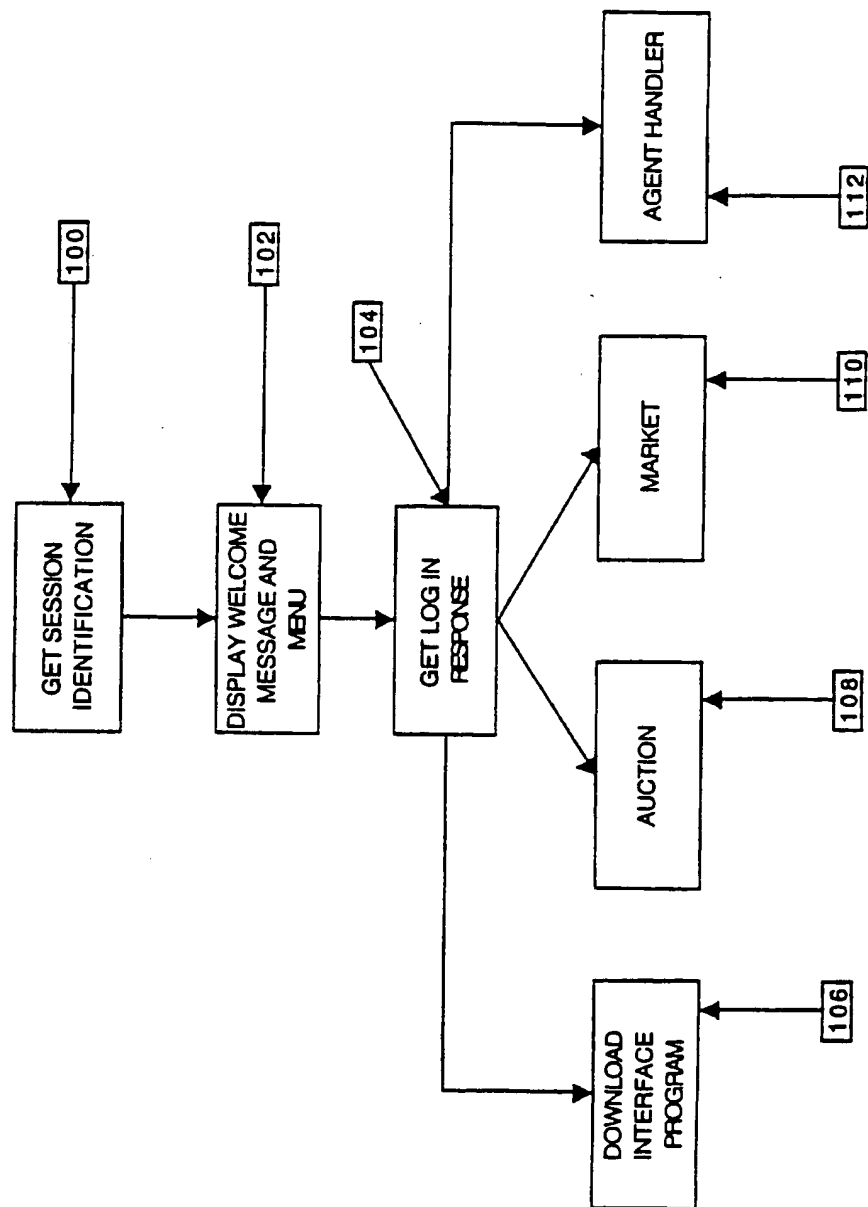 GET SESSION
IDENTIFICATION
100
DISPLAY WELCOME
MESSAGE AND
MENU
102
GET LOG IN
RESPONSE
104
DOWNLOAD
INTERFACE
PROGRAM
106
AUCTION
108
MARKET
110
AGENT HANDLER
112